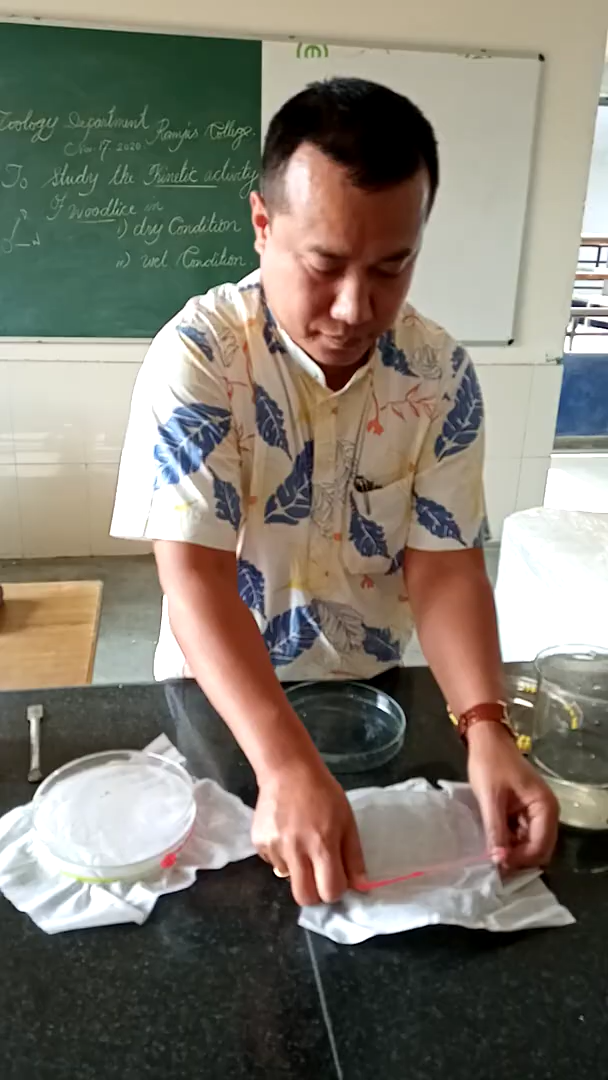 Zoology Department Ramjas College.
Nov. 17, 2020
To study the Kinetic activity
of woodlice in
i) dry Condition
ii) wet Condition.